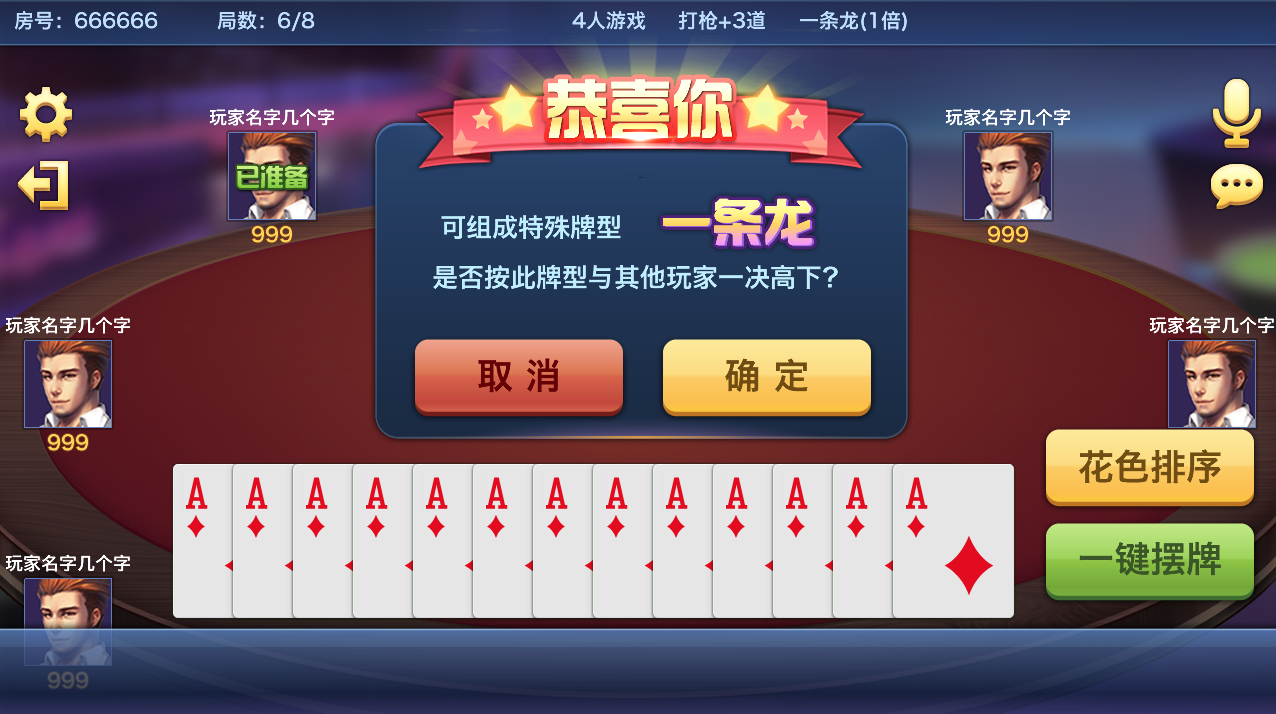 房号：666666 局数：6/8 4人游戏 打枪+3道 一条龙(1倍)
恭喜你
玩家名字几个字
已准备
999
玩家名字几个字
999
可组成特殊牌型 一条龙
是否按此牌型与其他玩家一决高下？
玩家名字几个字
999
玩家名字几个字
取消 确定
花色排序
A A A A A A A A A A A A A
一键摆牌
玩家名字几个字
999